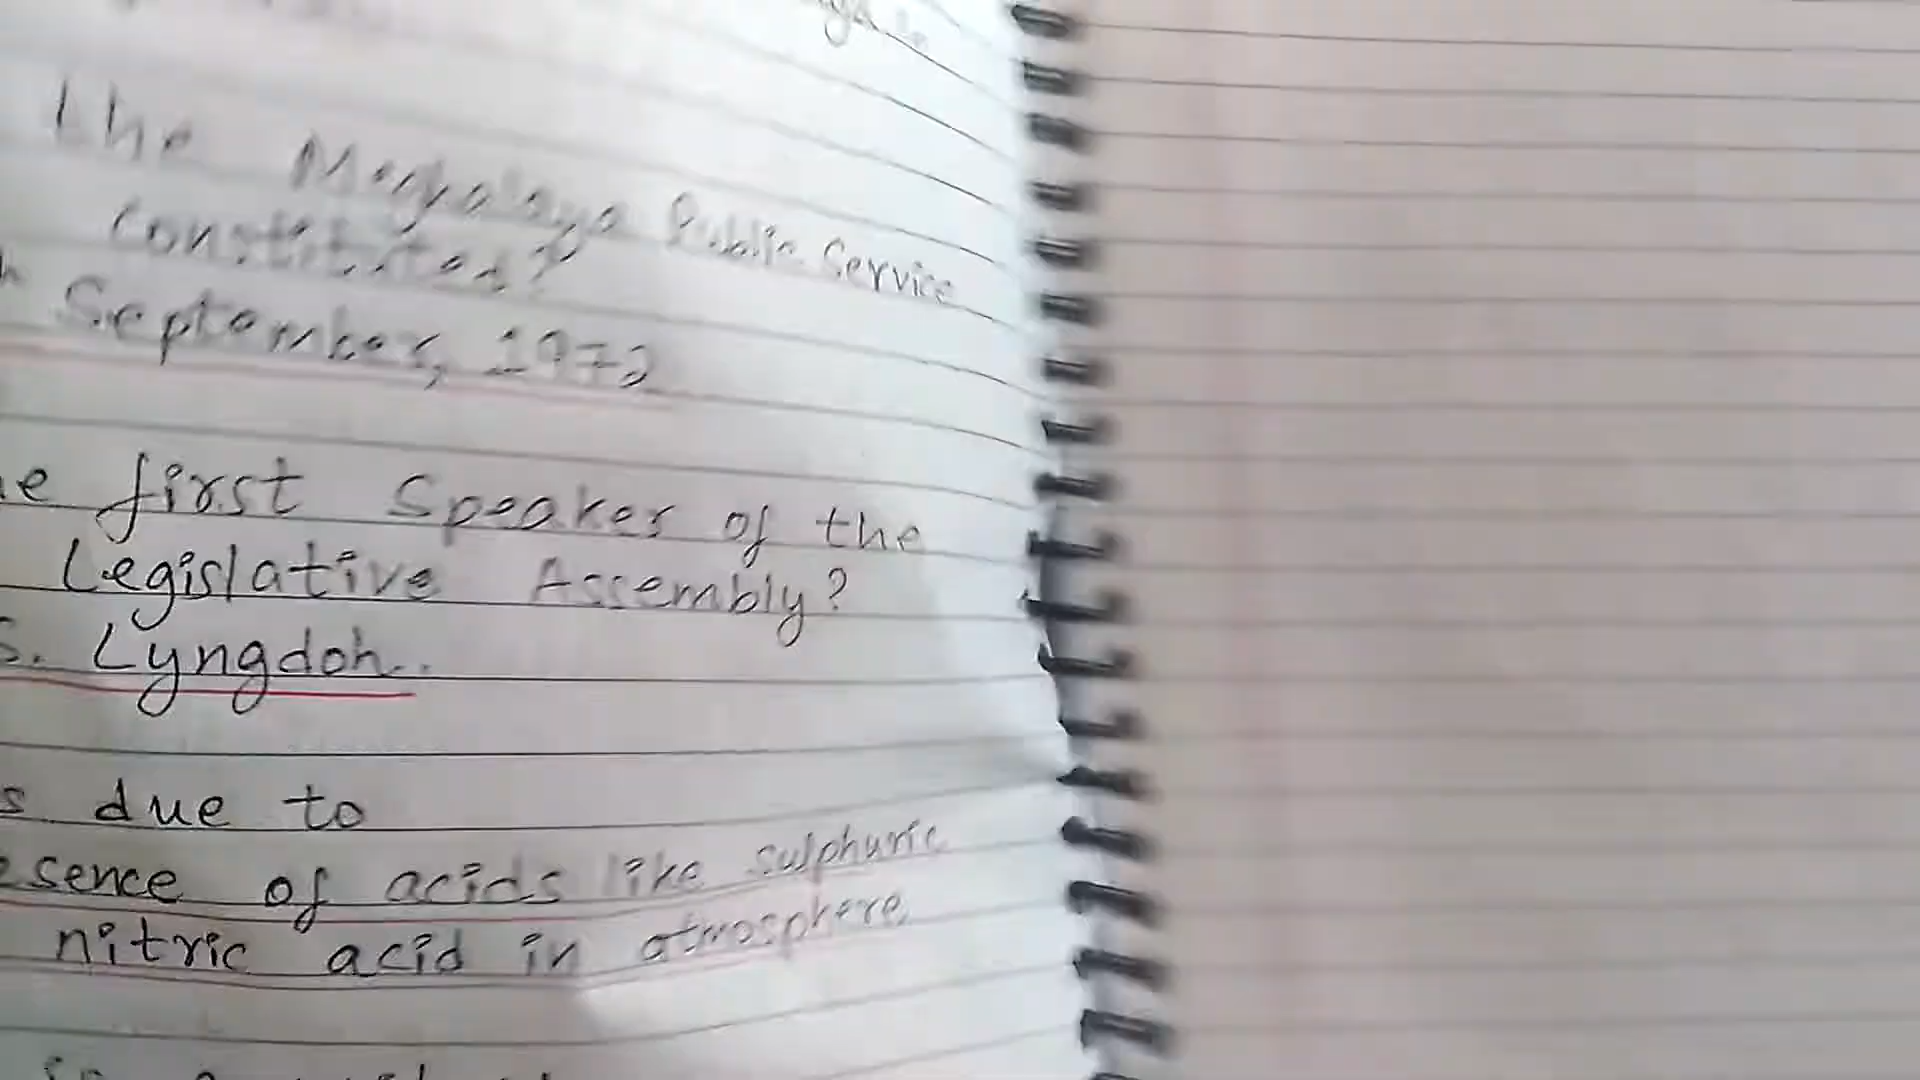 the Meghalaya Public Service
constituted?
September, 1972
first Speaker of the
Legislative Assembly?
S. Lyngdoh.
due to
sence of acids like sulphuric
nitric acid in atmosphere